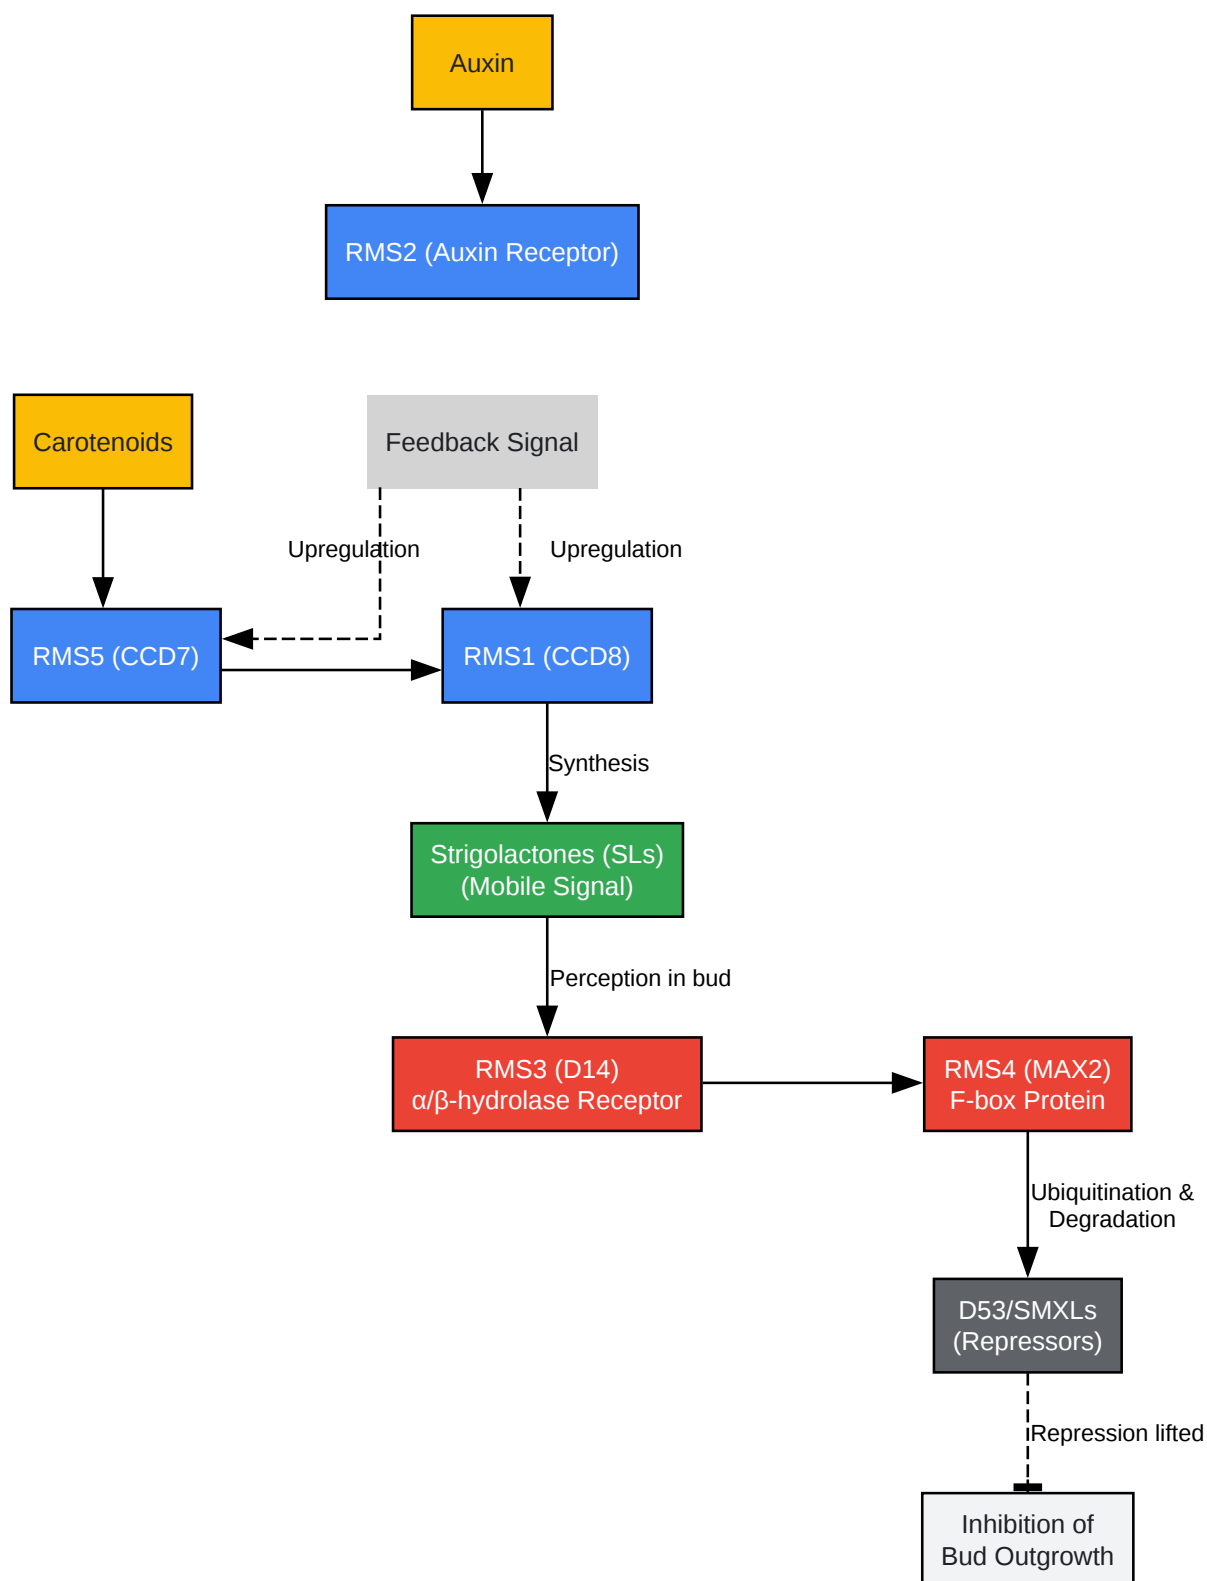 Auxin
RMS2 (Auxin Receptor)
Carotenoids
Feedback Signal
Upregulation
Upregulation
RMS5 (CCD7)
RMS1 (CCD8)
Synthesis
Strigolactones (SLs)
(Mobile Signal)
Perception in bud
RMS3 (D14)
α/β-hydrolase Receptor
RMS4 (MAX2)
F-box Protein
Ubiquitination &
Degradation
D53/SMXLs
(Repressors)
Repression lifted
Inhibition of
Bud Outgrowth